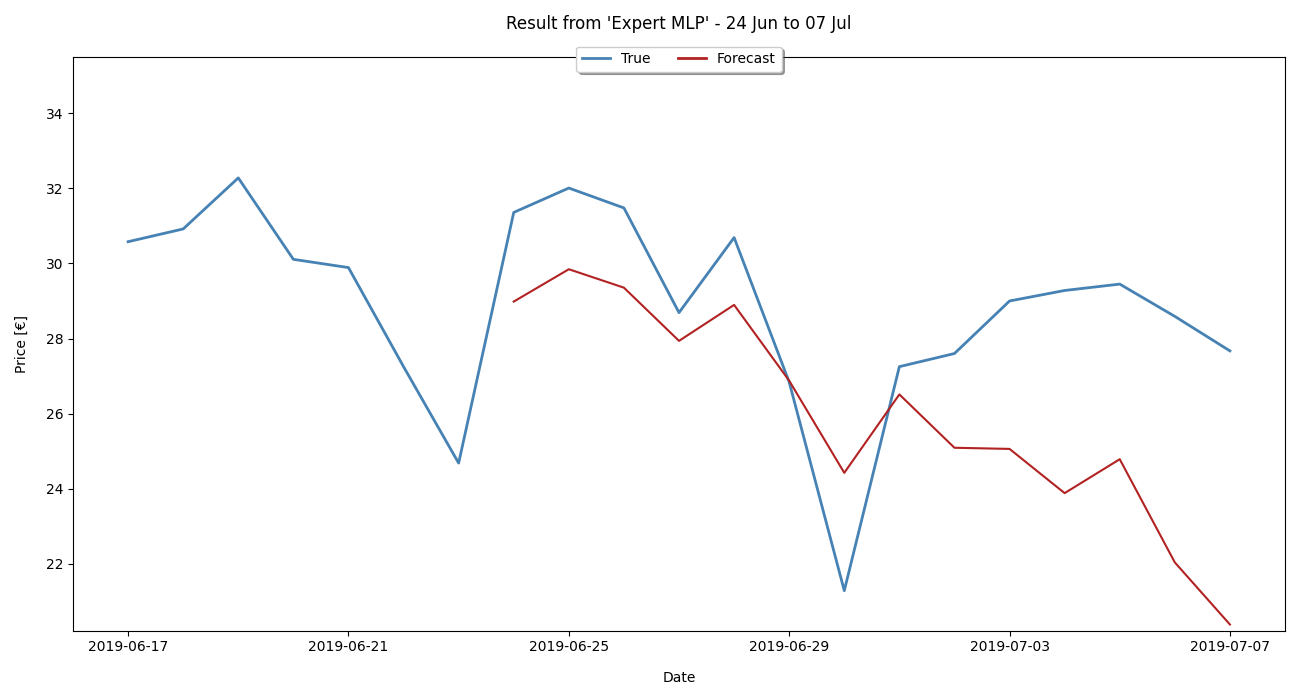 Result from 'Expert MLP' - 24 Jun to 07 Jul
True Forecast
34
32
30
28
26
24
22
Price [€]
2019-06-17 2019-06-21 2019-06-25 2019-06-29 2019-07-03 2019-07-07
Date